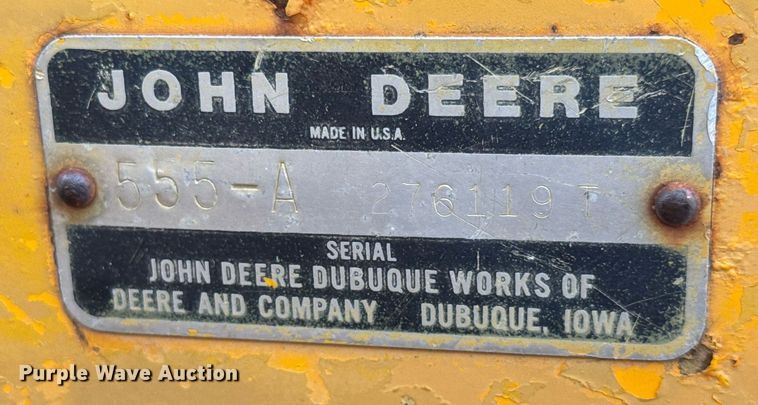 JOHN DEERE
MADE IN U.S.A.
555-A 276119 T
SERIAL
JOHN DEERE DUBUQUE WORKS OF
DEERE AND COMPANY DUBUQUE, IOWA
Purple Wave Auction